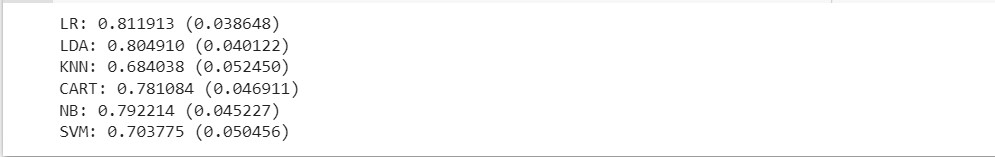 LR: 0.811913 (0.038648)
LDA: 0.804910 (0.040122)
KNN: 0.684038 (0.052450)
CART: 0.781084 (0.046911)
NB: 0.792214 (0.045227)
SVM: 0.703775 (0.050456)